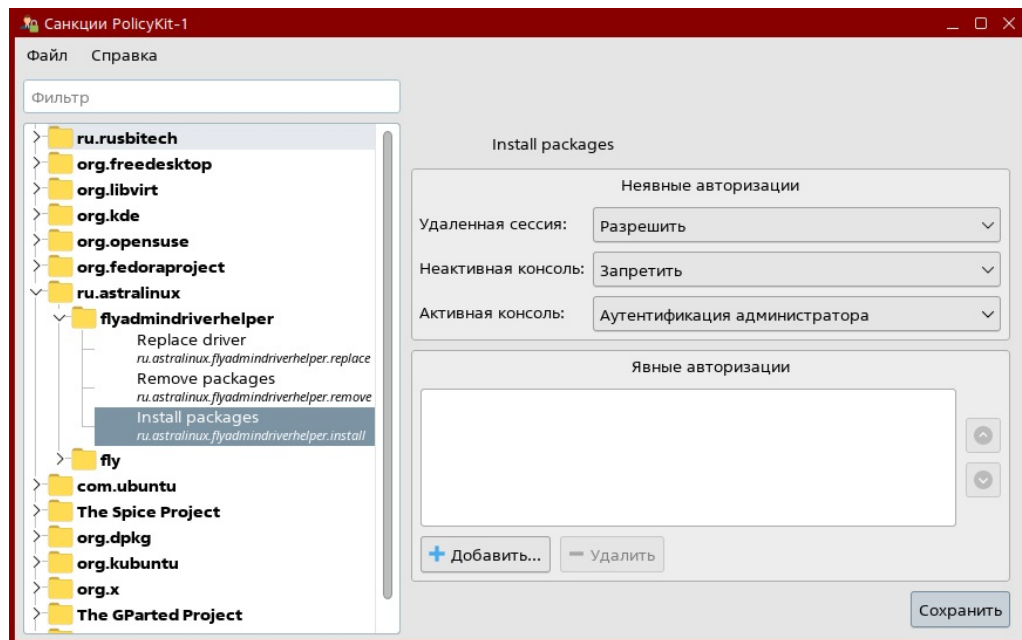 Санкции PolicyKit-1
Файл Справка
Фильтр
ru.rusbitech
org.freedesktop
org.libvirt
org.kde
org.opensuse
org.fedoraproject
ru.astralinux
flyadmindriverhelper
Replace driver
ru.astralinux.flyadmindriverhelper.replace
Remove packages
ru.astralinux.flyadmindriverhelper.remove
Install packages
ru.astralinux.flyadmindriverhelper.install
fly
com.ubuntu
The Spice Project
org.dpkg
org.kubuntu
org.x
The GParted Project
Install packages
Неявные авторизации
Удаленная сессия: Разрешить
Неактивная консоль: Запретить
Активная консоль: Аутентификация администратора
Явные авторизации
Добавить... Удалить
Сохранить